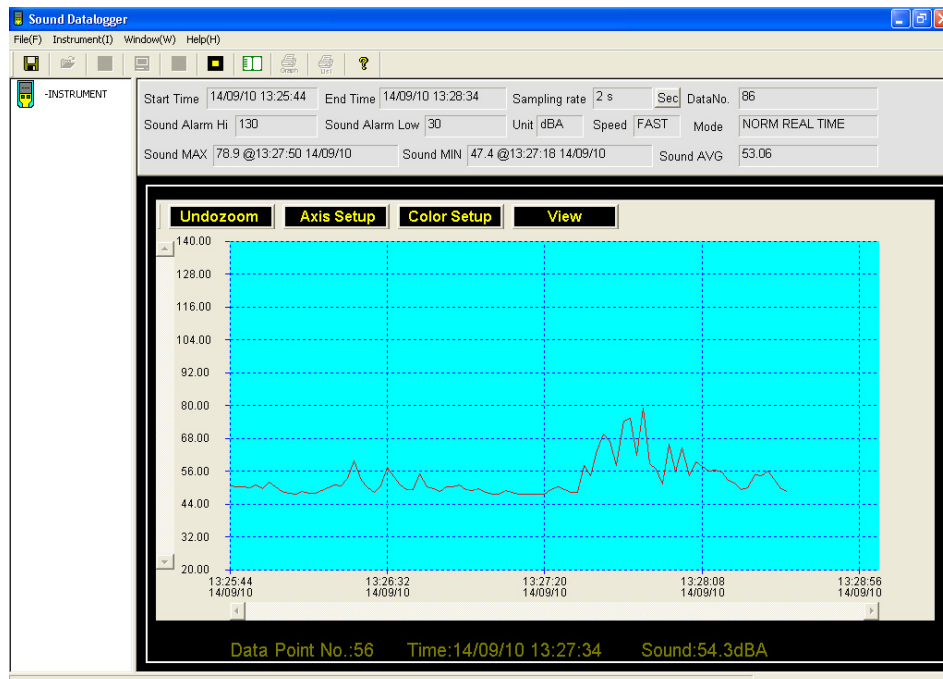 Sound Datalogger
File(F) Instrument(I) Window(W) Help(H)
Graph List
-INSTRUMENT
Start Time 14/09/10 13:25:44 End Time 14/09/10 13:28:34 Sampling rate 2 s Sec DataNo. 86
Sound Alarm Hi 130 Sound Alarm Low 30 Unit dBA Speed FAST Mode NORM REAL TIME
Sound MAX 78.9 @13:27:50 14/09/10 Sound MIN 47.4 @13:27:18 14/09/10 Sound AVG 53.06
Undozoom Axis Setup Color Setup View
140.00
128.00
116.00
104.00
92.00
80.00
68.00
56.00
44.00
32.00
20.00
13:25:44 13:26:32 13:27:20 13:28:08 13:28:56
14/09/10 14/09/10 14/09/10 14/09/10 14/09/10
Data Point No.:56 Time:14/09/10 13:27:34 Sound:54.3dBA